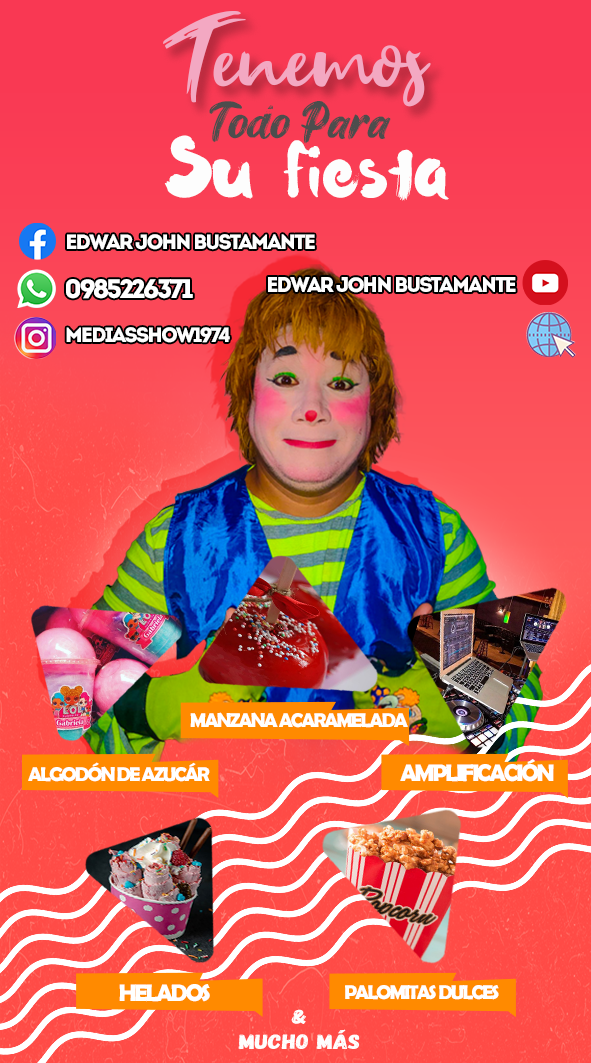 Tenemos
Todo Para
Su fiesta
EDWAR JOHN BUSTAMANTE
0985226371
EDWAR JOHN BUSTAMANTE
MEDIASSHOW1974
MANZANA ACARAMELADA
ALGODÓN DE AZUCÁR
AMPLIFICACIÓN
Gabriela
Gabriela
Popcorn
HELADOS
PALOMITAS DULCES
&
MUCHO MÁS